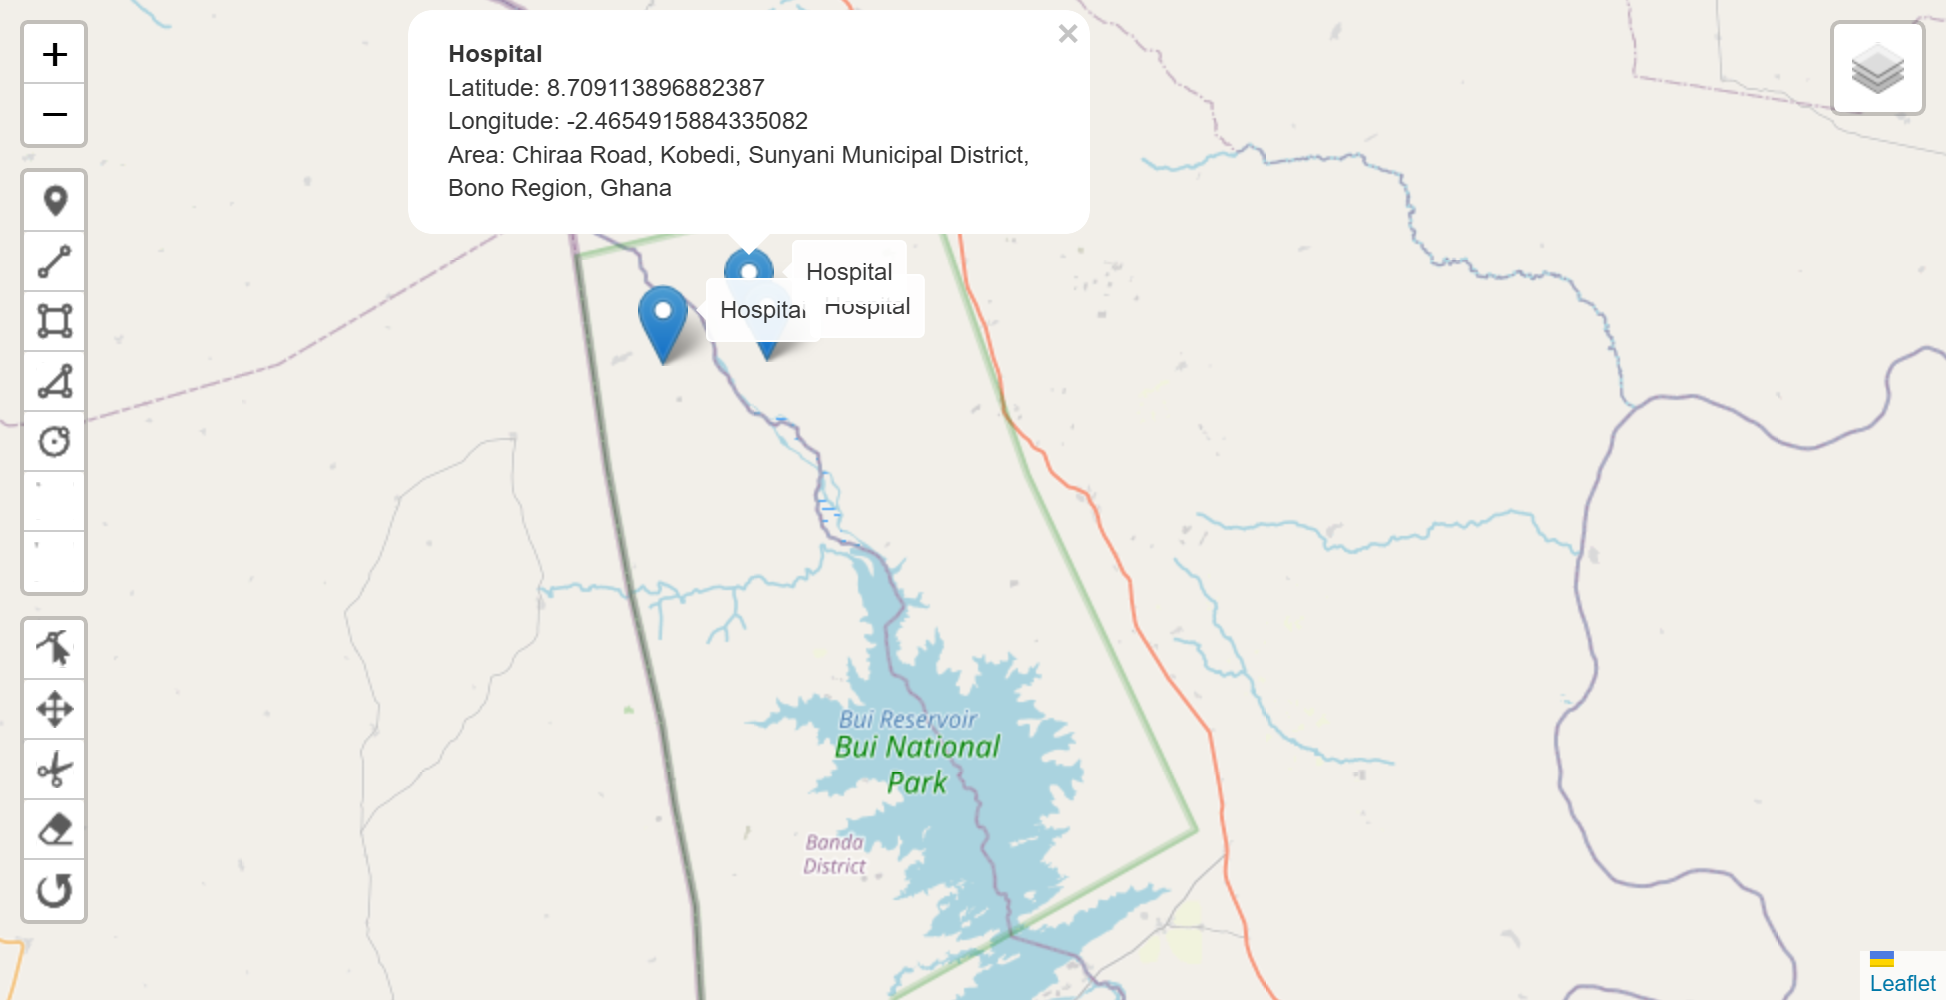 +
Hospital
×
Latitude: 8.709113896882387
Longitude: -2.4654915884335082
Area: Chiraa Road, Kobedi, Sunyani Municipal District,
Bono Region, Ghana
−
Hospital
Hospital
Hospital
Bui Reservoir
Bui National
Park
Banda
District
Leaflet